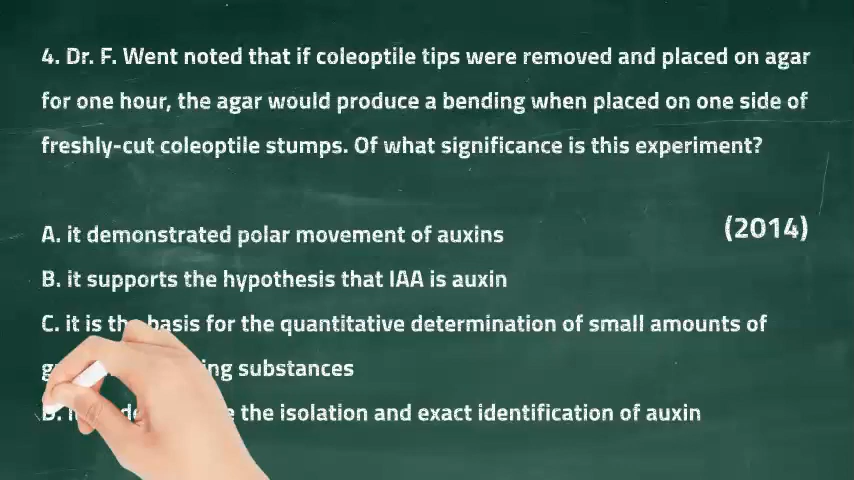 4. Dr. F. Went noted that if coleoptile tips were removed and placed on agar
for one hour, the agar would produce a bending when placed on one side of
freshly-cut coleoptile stumps. Of what significance is this experiment?
(2014)
A. it demonstrated polar movement of auxins
B. it supports the hypothesis that IAA is auxin
C. it is the basis for the quantitative determination of small amounts of
substances
D. the isolation and exact identification of auxin